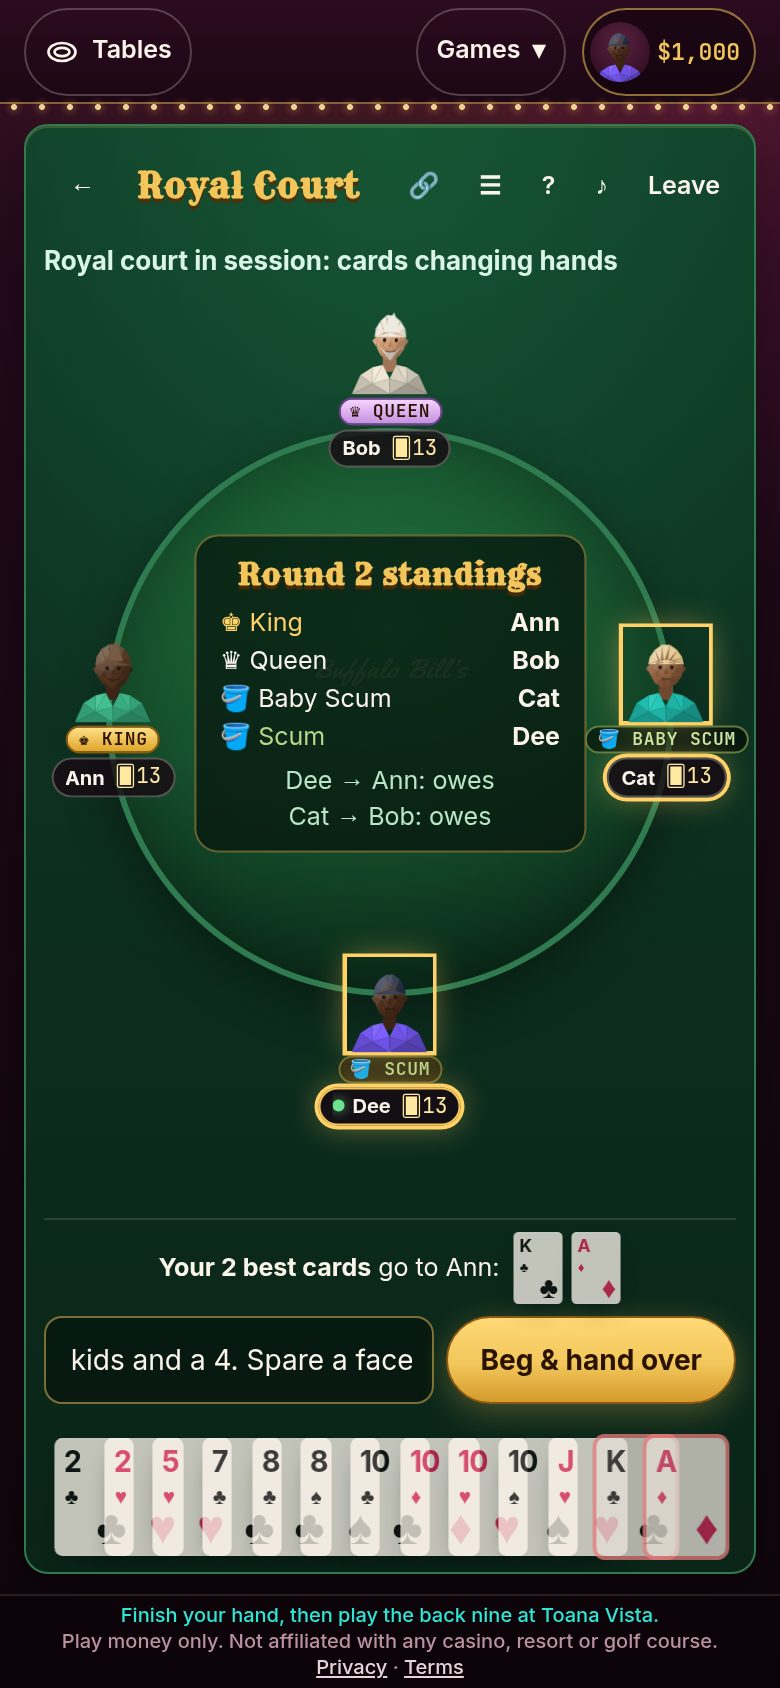 Tables
Games ▼
$1,000
← Royal Court 🔗 ☰ ? ♪ Leave
Royal court in session: cards changing hands
♛ QUEEN
Bob 13
Round 2 standings
♚ King Ann
♛ Queen Bob
🪣 Baby Scum Cat
🪣 Scum Dee
Dee → Ann: owes
Cat → Bob: owes
Buffalo Bill's
♚ KING
Ann 13
🪣 BABY SCUM
Cat 13
🪣 SCUM
Dee 13
Your 2 best cards go to Ann:
K♣ A♦
kids and a 4. Spare a face
Beg & hand over
2♣ 2♥ 5♥ 7♣ 8♣ 8♠ 10♣ 10♦ 10♥ 10♠ J♥ K♣ A♦
Finish your hand, then play the back nine at Toana Vista.
Play money only. Not affiliated with any casino, resort or golf course.
Privacy · Terms